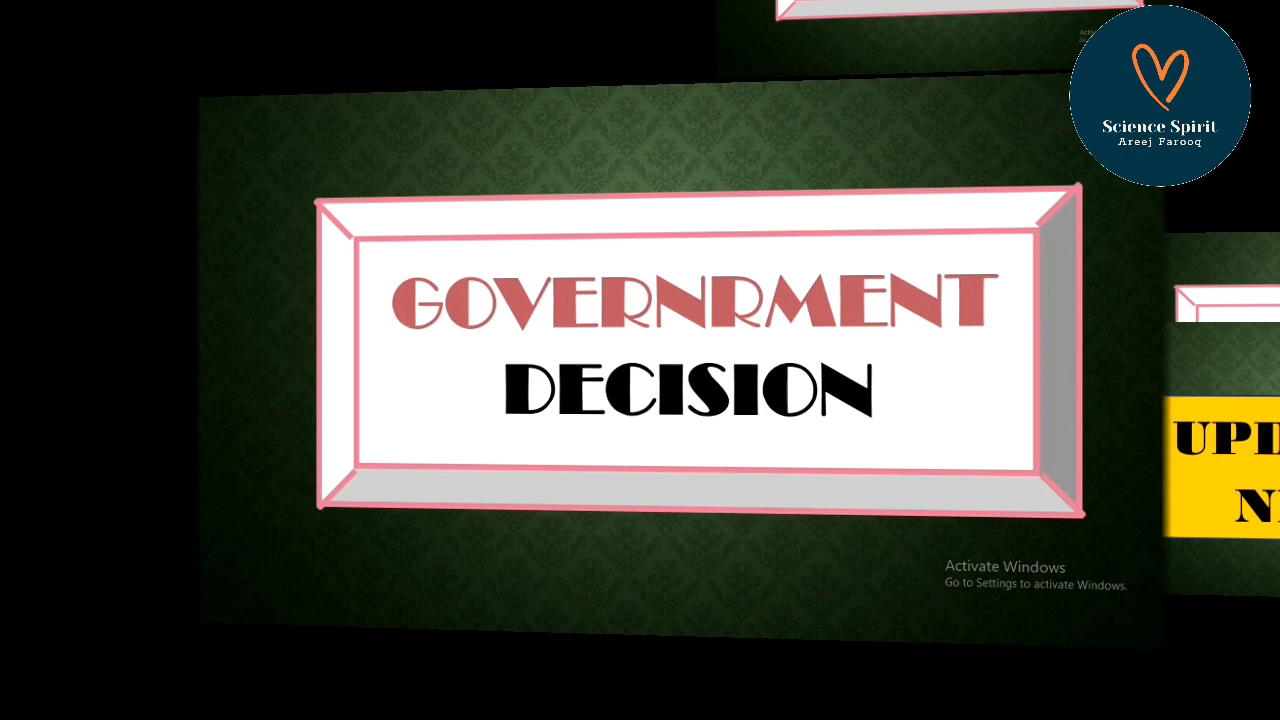 Science Spirit
Areej Farooq
GOVERNRMENT
DECISION
Activate Windows
Go to Settings to activate Windows.